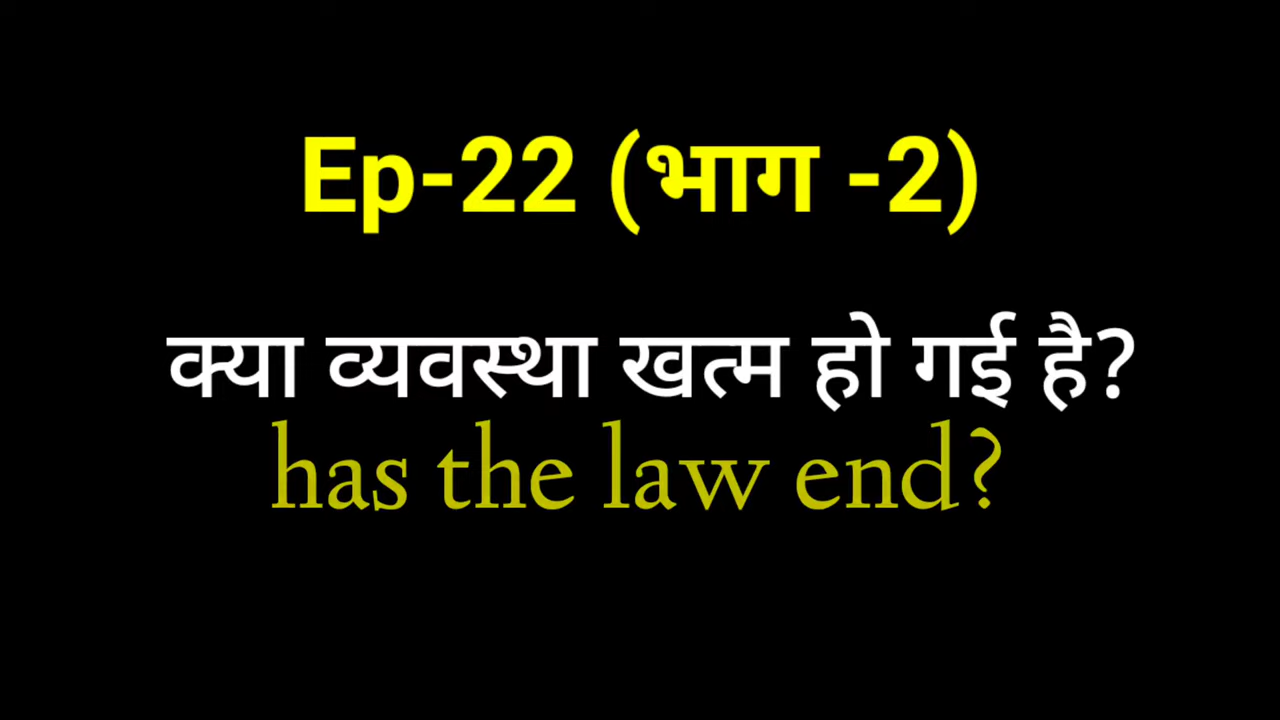 Ep-22 (भाग -2)
क्या व्यवस्था खत्म हो गई है?
has the law end?